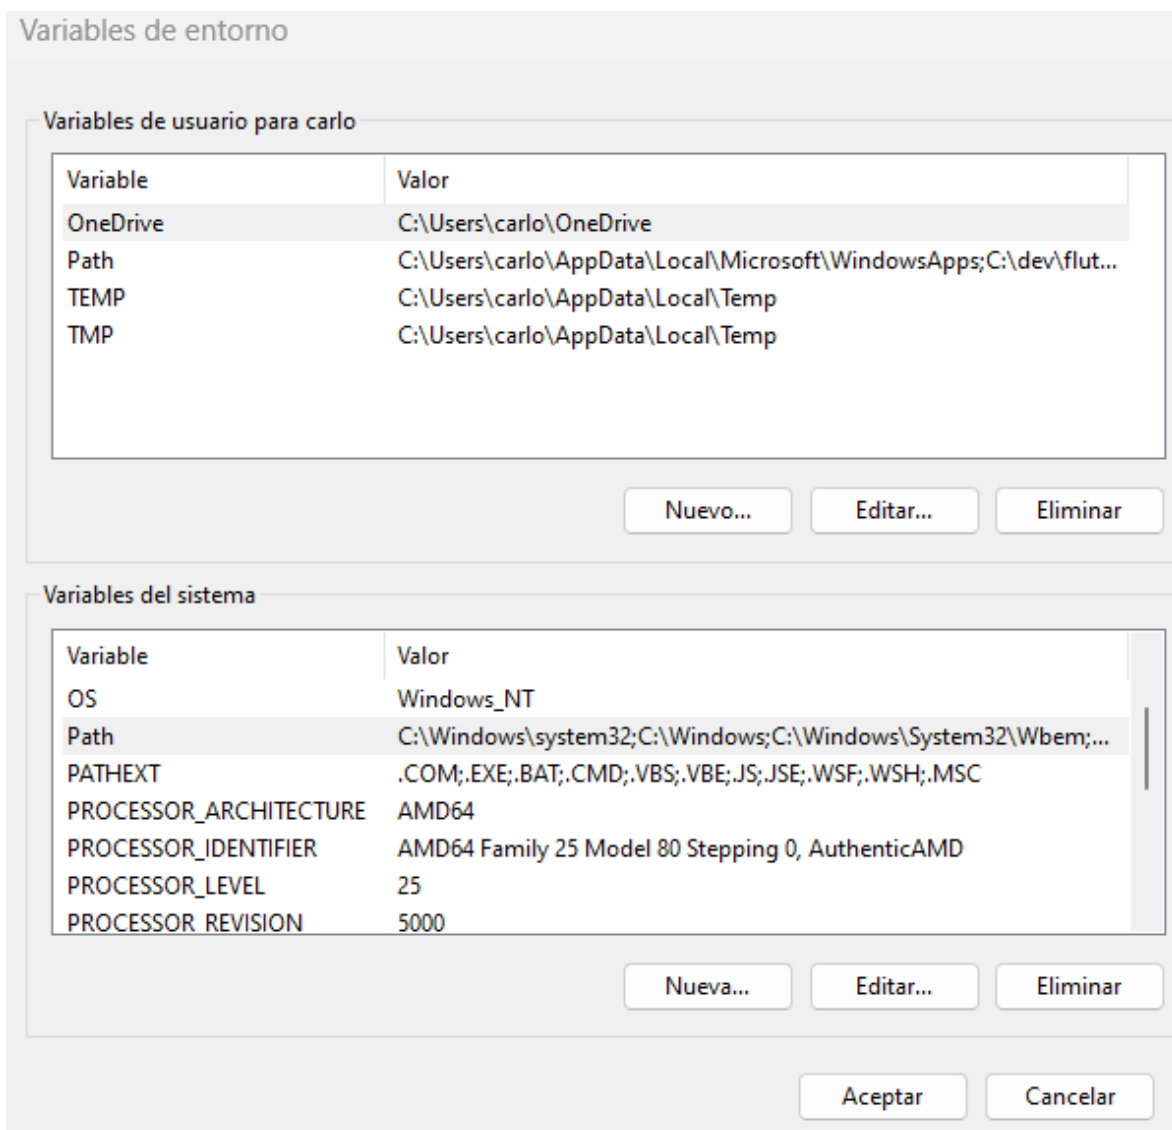 Variables de entorno
Variables de usuario para carlo
Variable Valor
OneDrive C:\Users\carlo\OneDrive
Path C:\Users\carlo\AppData\Local\Microsoft\WindowsApps;C:\dev\flut...
TEMP C:\Users\carlo\AppData\Local\Temp
TMP C:\Users\carlo\AppData\Local\Temp
Nuevo... Editar... Eliminar
Variables del sistema
Variable Valor
OS Windows_NT
Path C:\Windows\system32;C:\Windows;C:\Windows\System32\Wbem;...
PATHEXT .COM;.EXE;.BAT;.CMD;.VBS;.VBE;.JS;.JSE;.WSF;.WSH;.MSC
PROCESSOR_ARCHITECTURE AMD64
PROCESSOR_IDENTIFIER AMD64 Family 25 Model 80 Stepping 0, AuthenticAMD
PROCESSOR_LEVEL 25
PROCESSOR_REVISION 5000
Nueva... Editar... Eliminar
Aceptar Cancelar